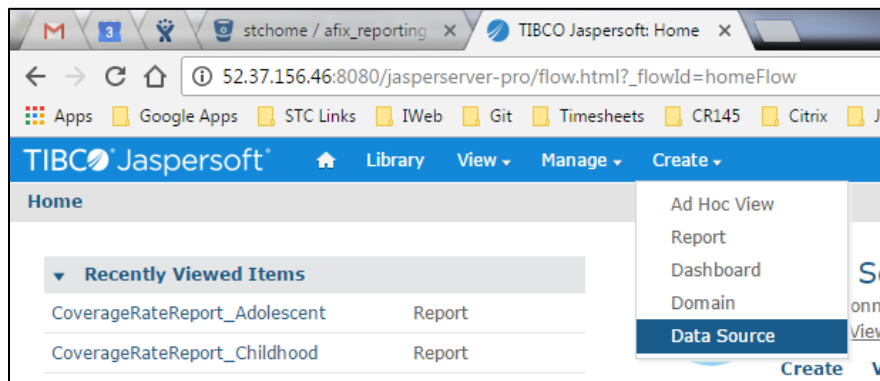 3 stchome / afix_reporting TIBCO Jaspersoft: Home
52.37.156.46:8080/jasperserver-pro/flow.html?_flowId=homeFlow
Apps Google Apps STC Links IWeb Git Timesheets CR145 Citrix J
TIBCO Jaspersoft Library View Manage Create
Home
Ad Hoc View
Report
Dashboard
Domain
Data Source
Recently Viewed Items
CoverageRateReport_Adolescent Report
CoverageRateReport_Childhood Report
S
onn
View
Create V